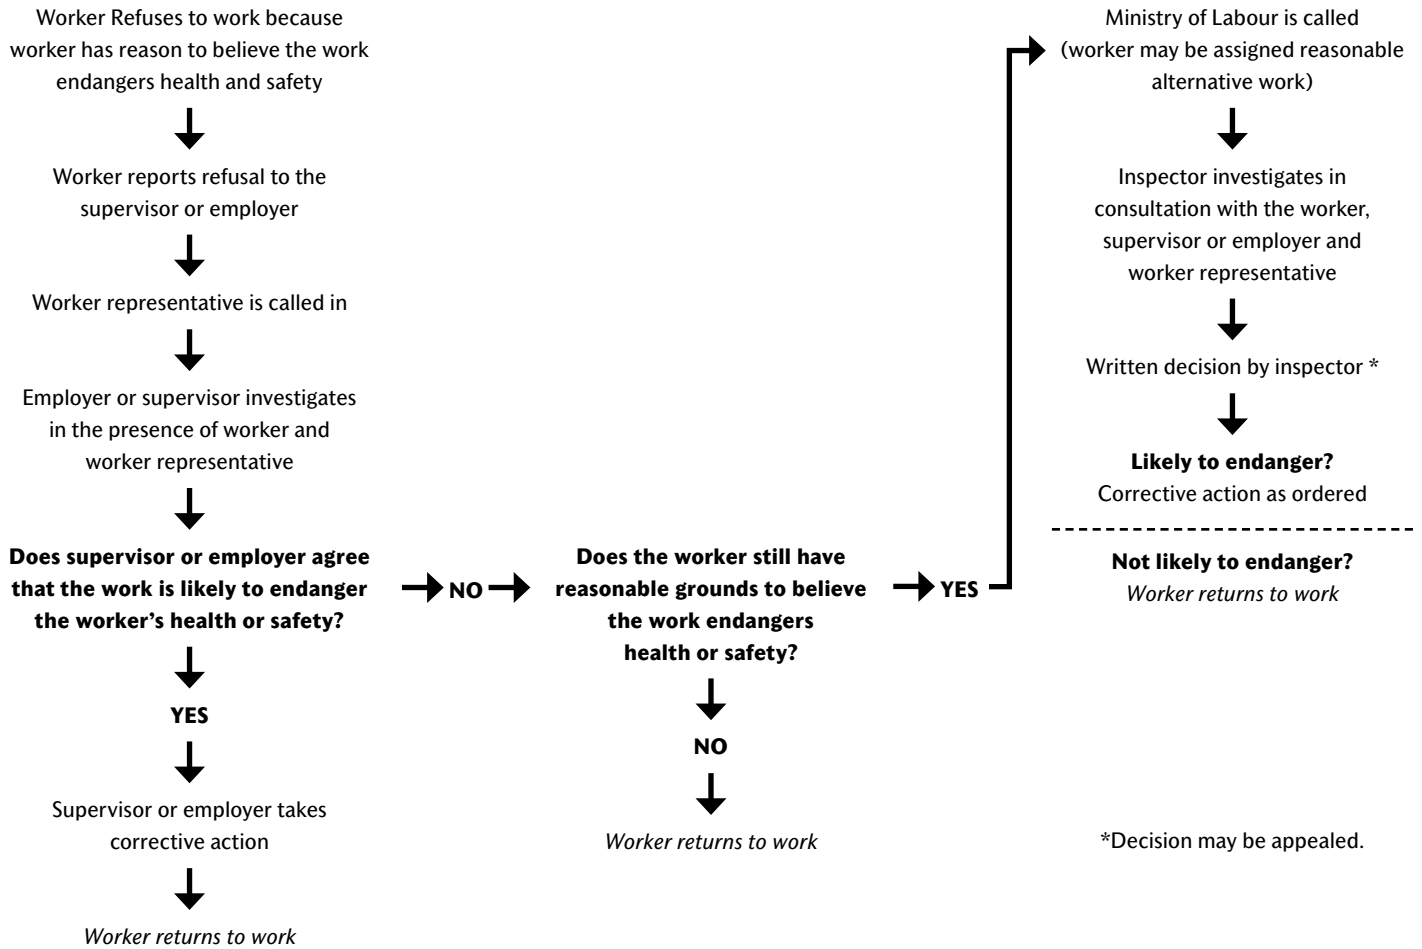 Worker Refuses to work because
worker has reason to believe the work
endangers health and safety
Worker reports refusal to the
supervisor or employer
Worker representative is called in
Employer or supervisor investigates
in the presence of worker and
worker representative
Does supervisor or employer agree
that the work is likely to endanger
the worker's health or safety?
YES
Supervisor or employer takes
corrective action
Worker returns to work
NO
Does the worker still have
reasonable grounds to believe
the work endangers
health or safety?
NO
Worker returns to work
YES
Ministry of Labour is called
(worker may be assigned reasonable
alternative work)
Inspector investigates in
consultation with the worker,
supervisor or employer and
worker representative
Written decision by inspector *
Likely to endanger?
Corrective action as ordered
Not likely to endanger?
Worker returns to work
*Decision may be appealed.